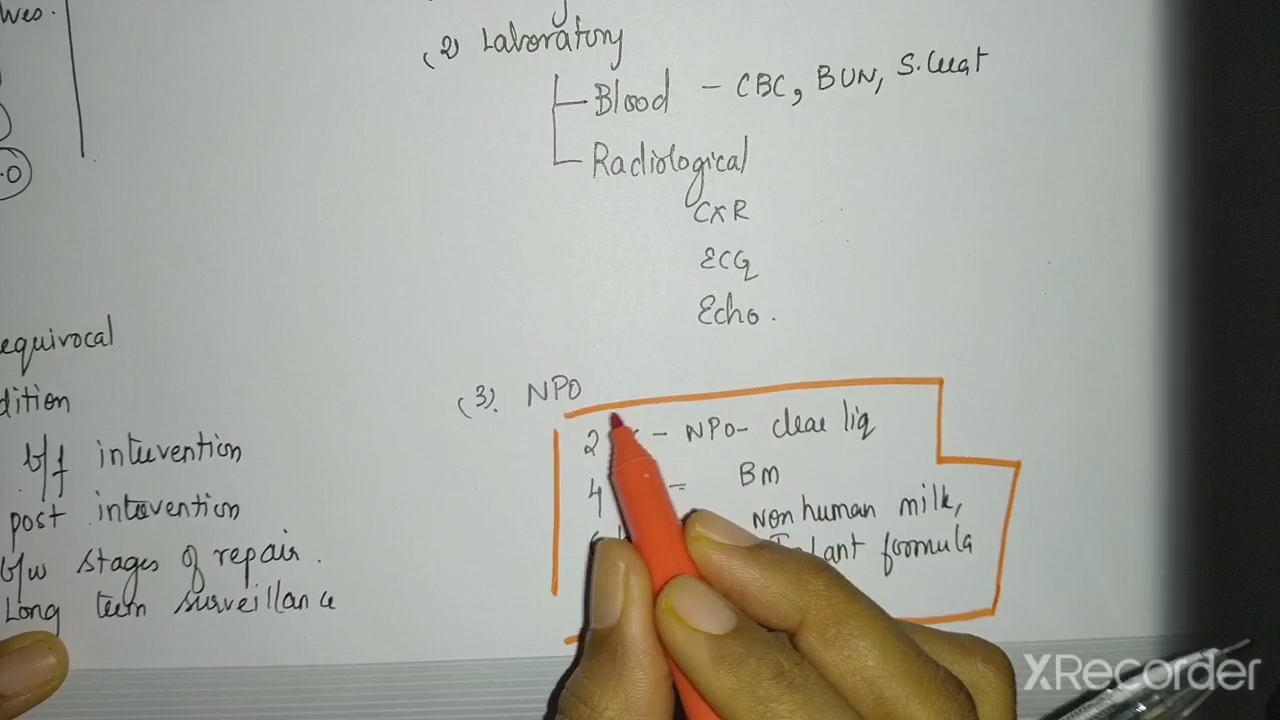 wes.
.0
equivocal
dition
b/f intervention
post intervention
b/w stages of repair.
Long term surveillance
(2) Laboratory
Blood - CBC, BUN, S.Creat
Radiological
CXR
ECG
Echo.
(3). NPO
2 - NPO- clear liq
4 = BM
Non human milk,
Infant formula
XRecorder